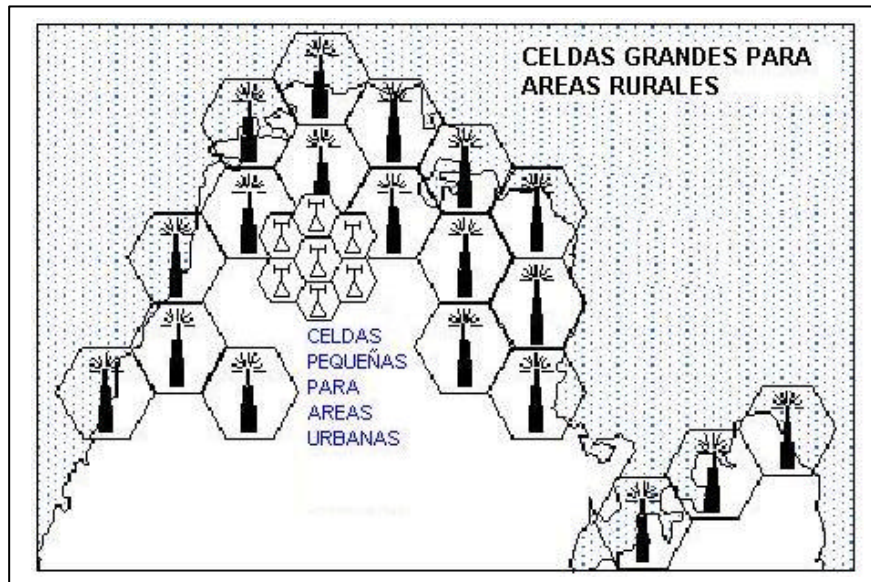 CELDAS GRANDES PARA
AREAS RURALES
CELDAS
PEQUEÑAS
PARA
AREAS
URBANAS